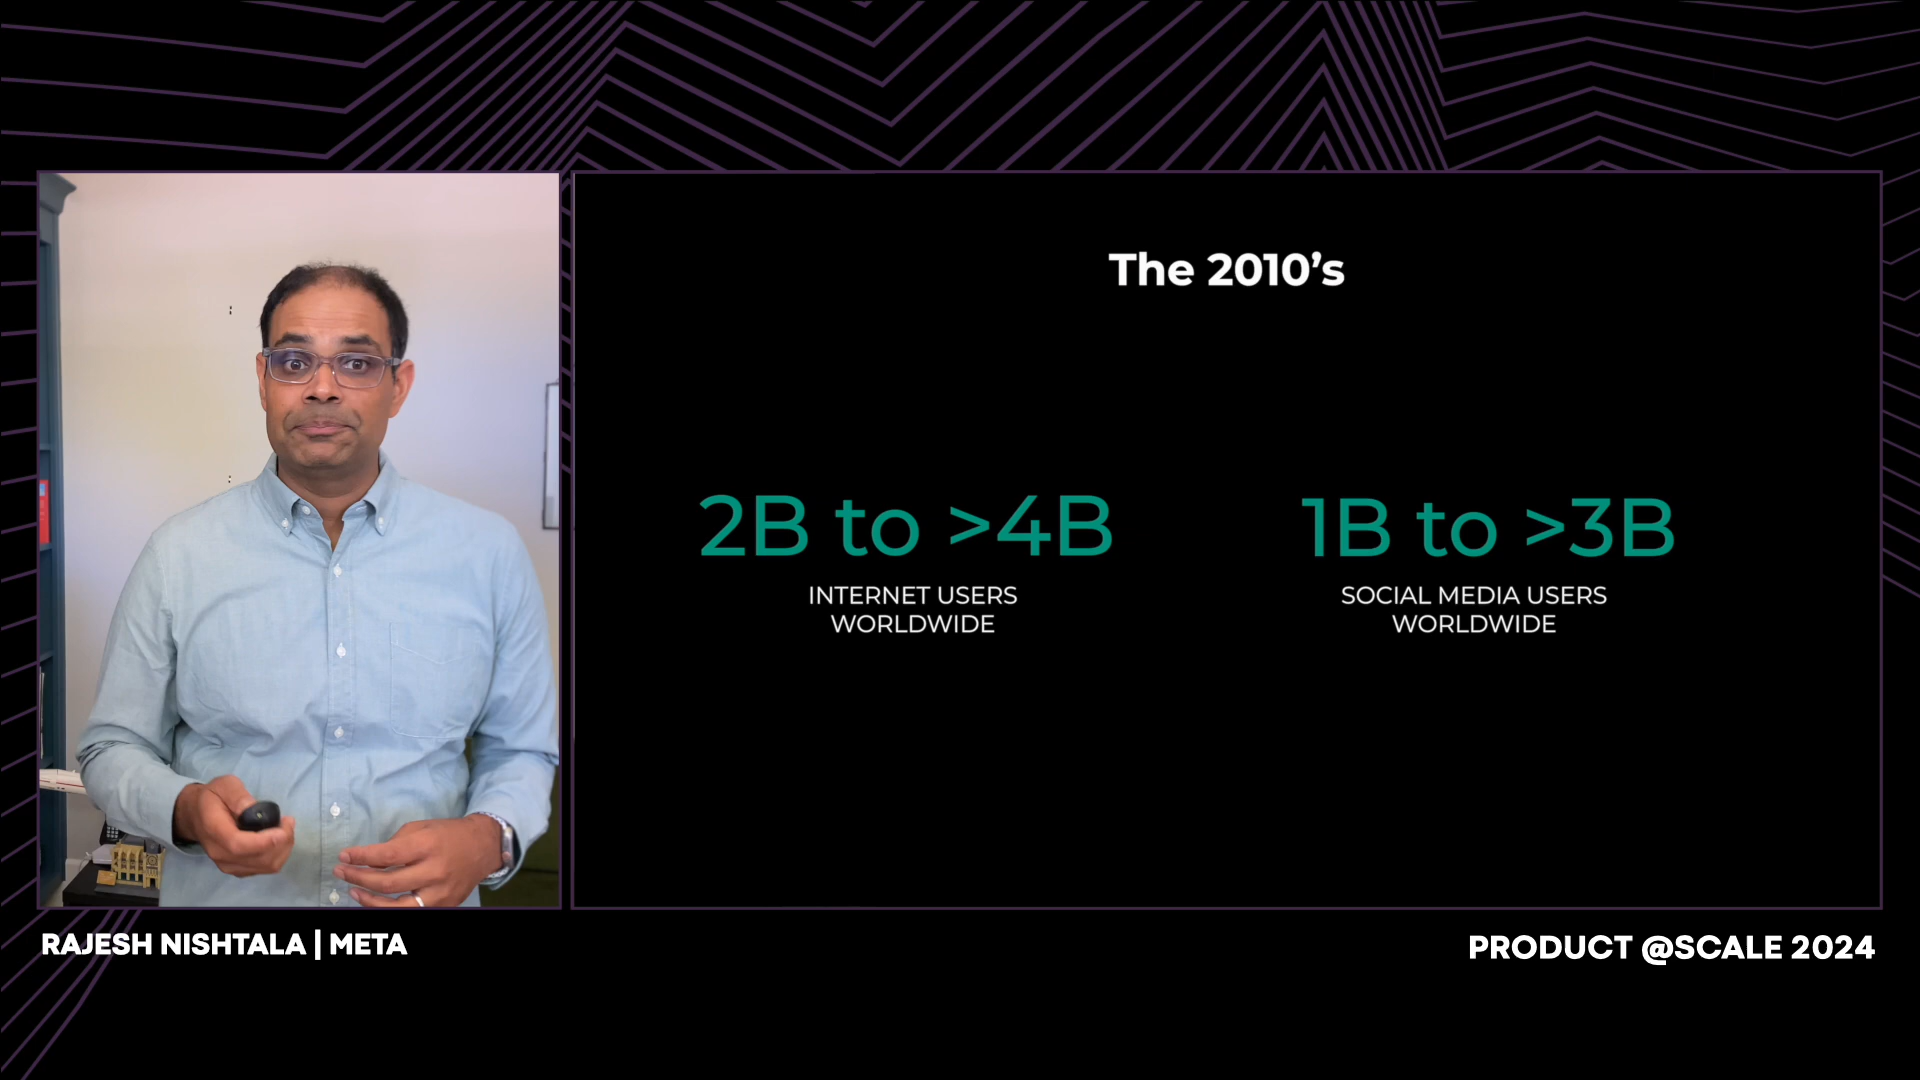 The 2010's
2B to >4B
INTERNET USERS
WORLDWIDE
1B to >3B
SOCIAL MEDIA USERS
WORLDWIDE
RAJESH NISHTALA | META
PRODUCT @SCALE 2024